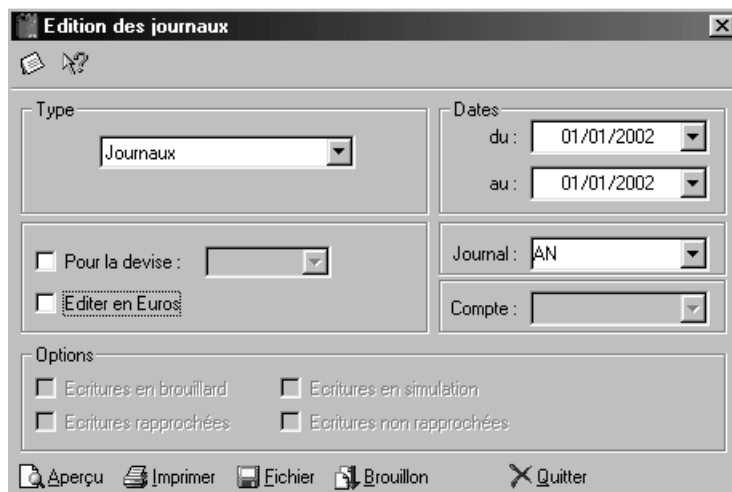 Edition des journaux
Type
Journaux
Dates
du : 01/01/2002
au : 01/01/2002
Pour la devise :
Editer en Euros
Journal : AN
Compte :
Options
Ecritures en brouillard Ecritures en simulation
Ecritures rapprochées Ecritures non rapprochées
Aperçu Imprimer Fichier Brouillon Quitter